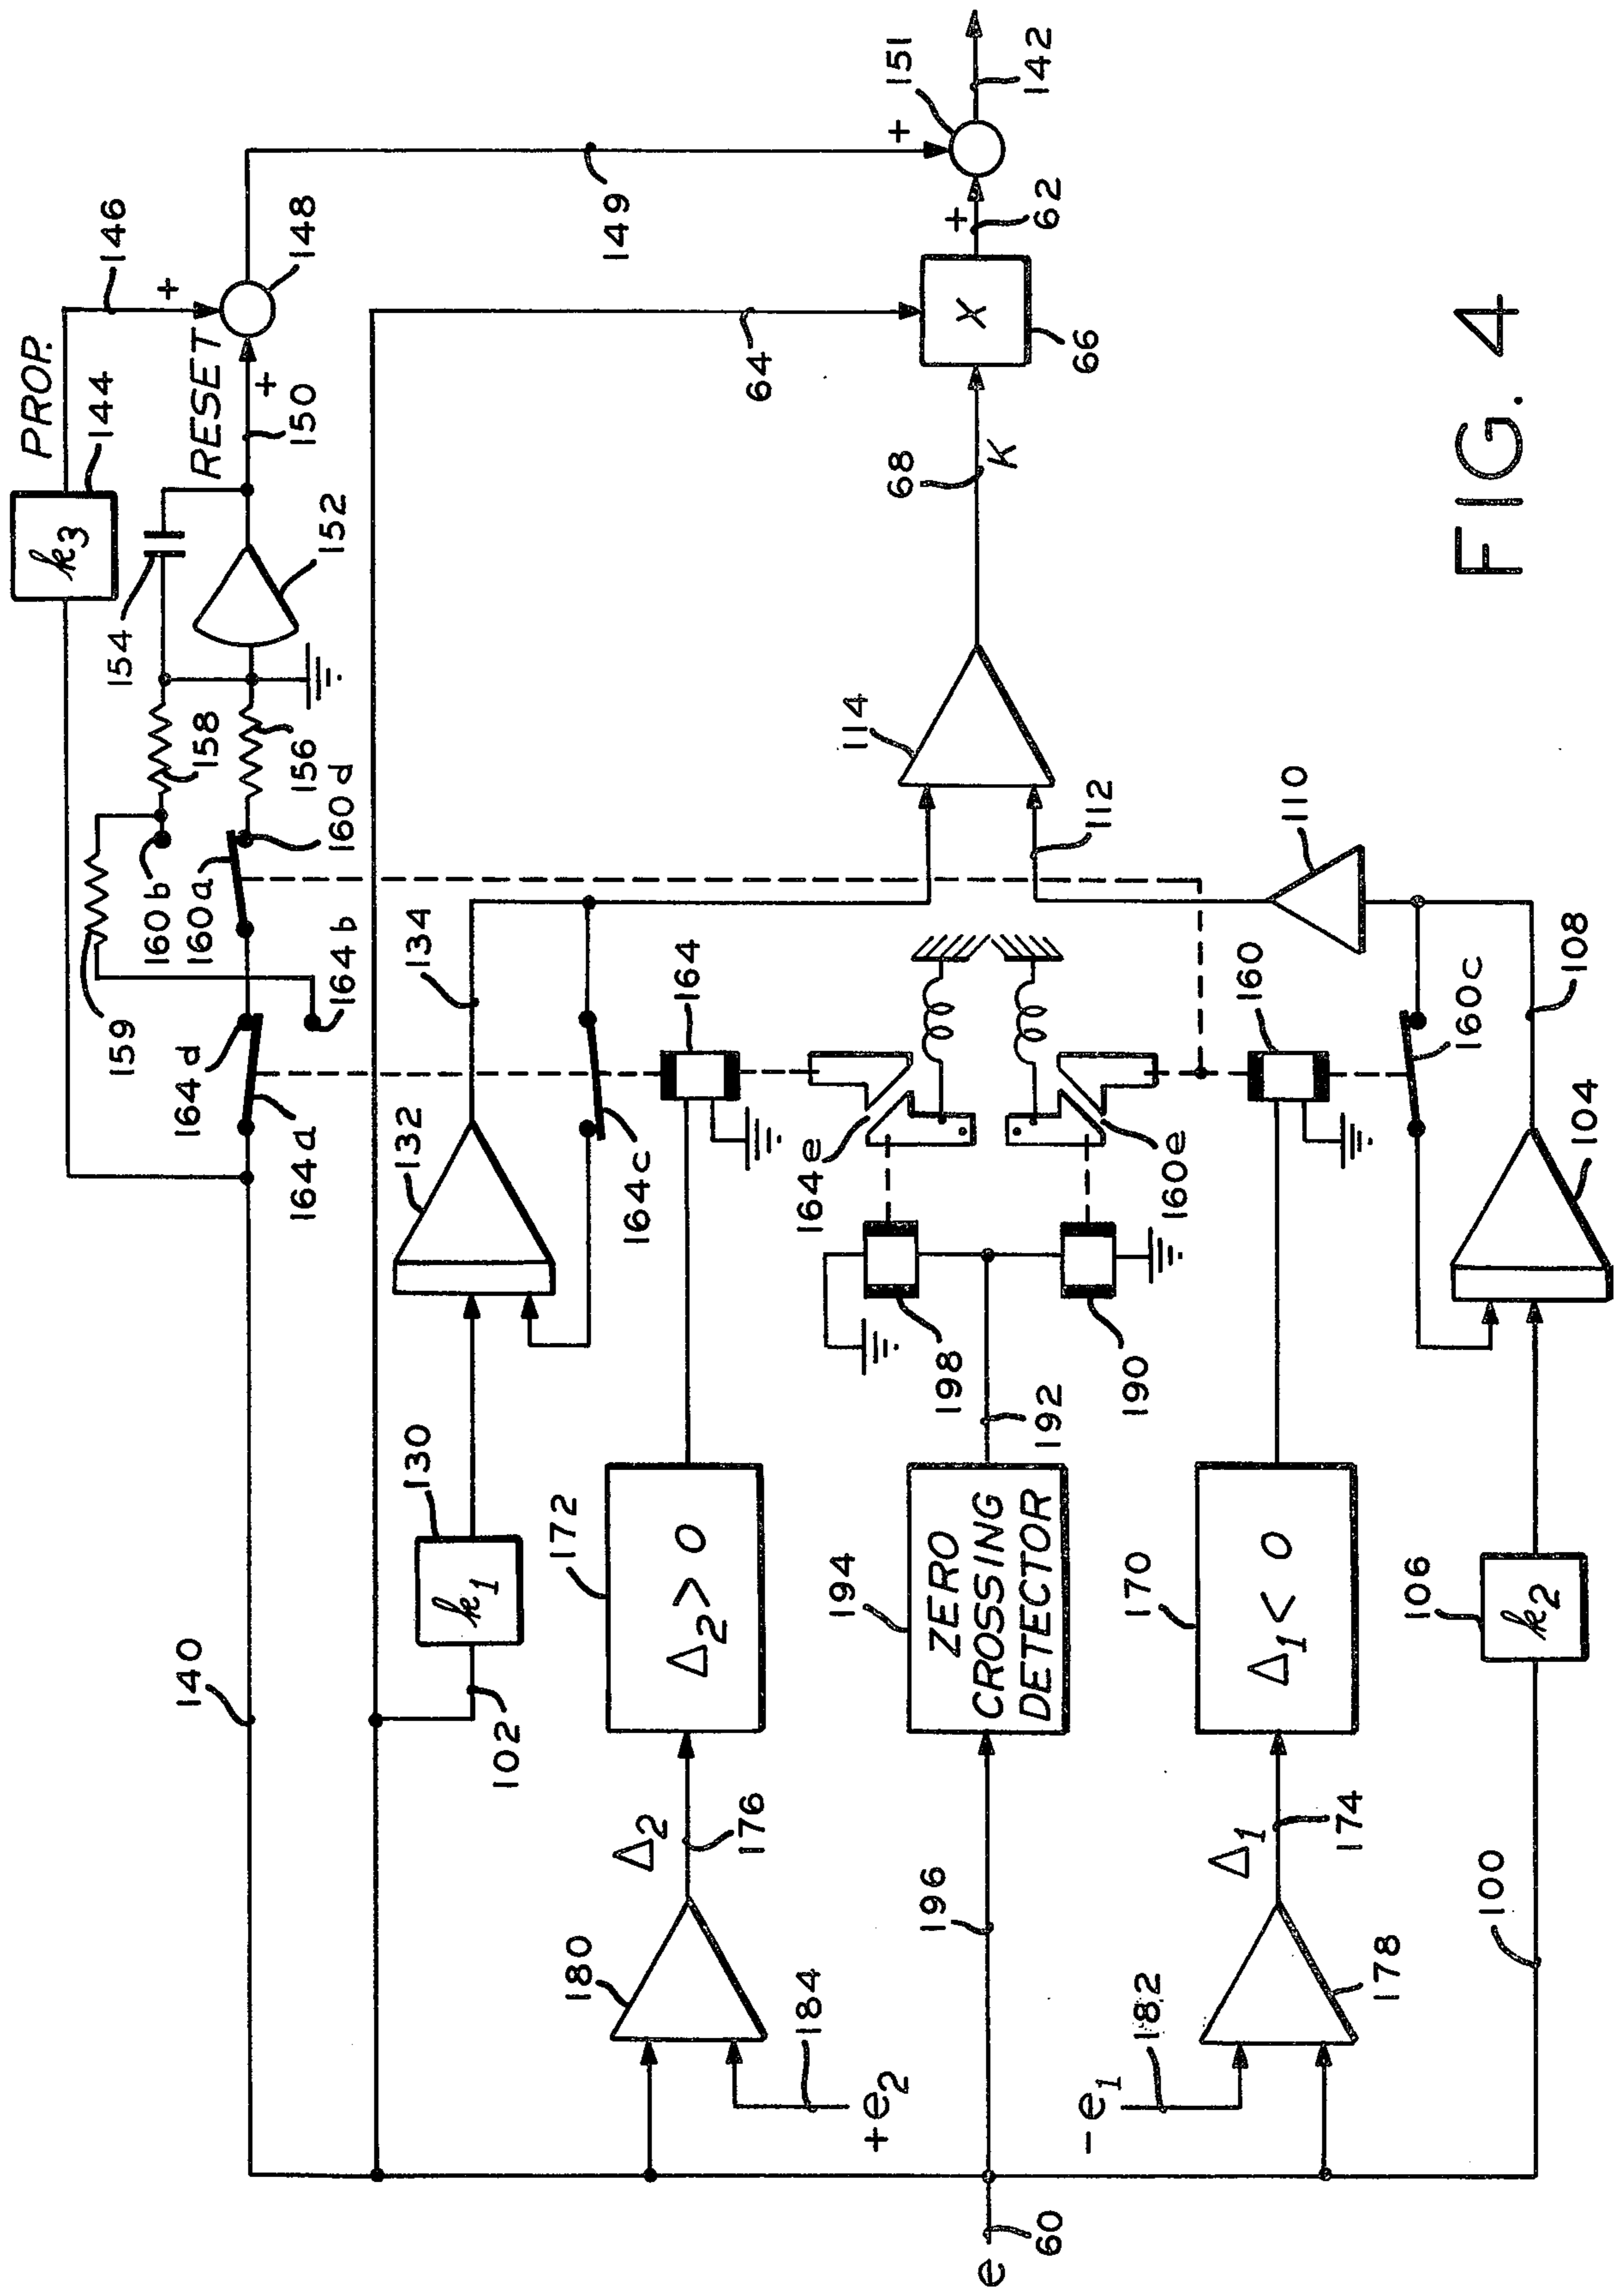 PROP.
k3
144
146
+
148
RESET
+
150
154
152
158
156
160d
159
160b
160a
164b
164d
164a
140
149
+
151
142
+
62
64
X
66
68
K
114
112
110
134
132
164c
164
130
k1
102
172
Δ2 > 0
Δ2
176
180
184
+e2
164e
160e
198
190
192
194
ZERO
CROSSING
DETECTOR
196
e
60
-e1
182
178
Δ1
174
170
Δ1 < 0
160
160c
108
104
106
k2
100
FIG. 4